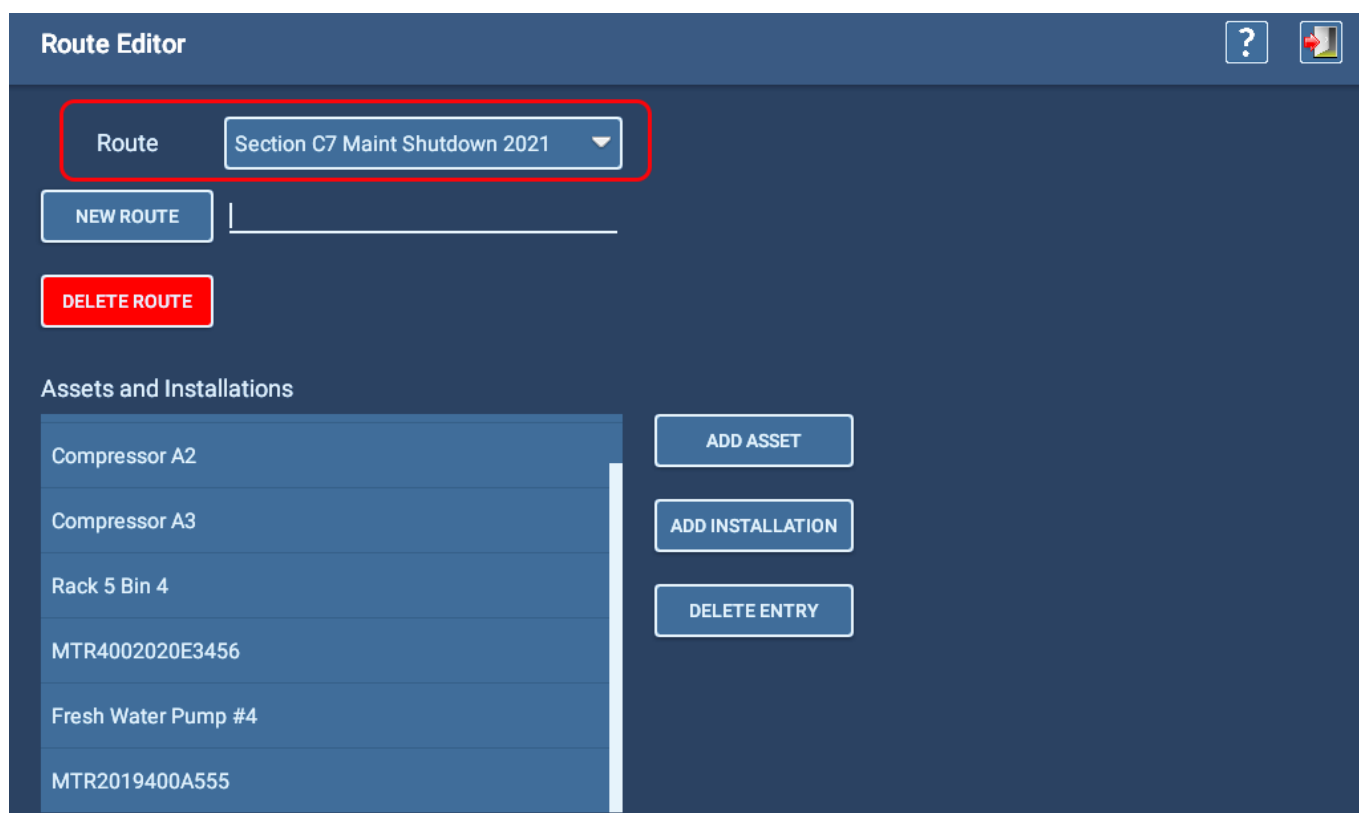 Route Editor
?
Route
Section C7 Maint Shutdown 2021
NEW ROUTE
DELETE ROUTE
Assets and Installations
Compressor A2
Compressor A3
Rack 5 Bin 4
MTR4002020E3456
Fresh Water Pump #4
MTR2019400A555
ADD ASSET
ADD INSTALLATION
DELETE ENTRY